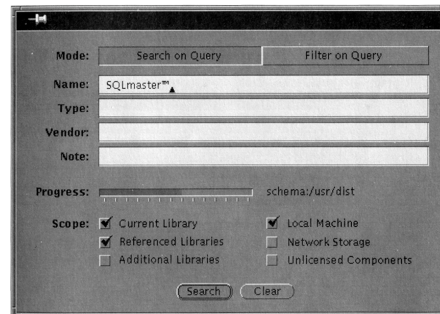 Mode: Search on Query Filter on Query
Name: SQLmaster™
Type:
Vendor:
Note:
Progress: schema:/usr/dist
Scope: Current Library Local Machine
Referenced Libraries Network Storage
Additional Libraries Unlicensed Components
Search Clear